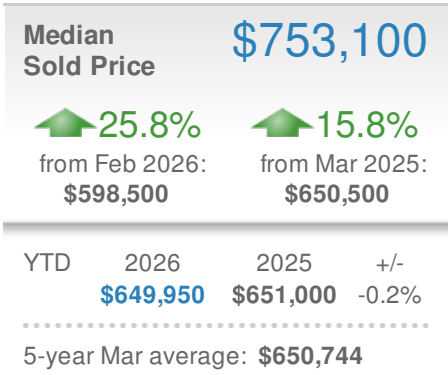 Median
Sold Price
$753,100
25.8%
15.8%
from Feb 2026:
from Mar 2025:
$598,500
$650,500
YTD 2026 2025 +/-
$649,950 $651,000 -0.2%
5-year Mar average: $650,744